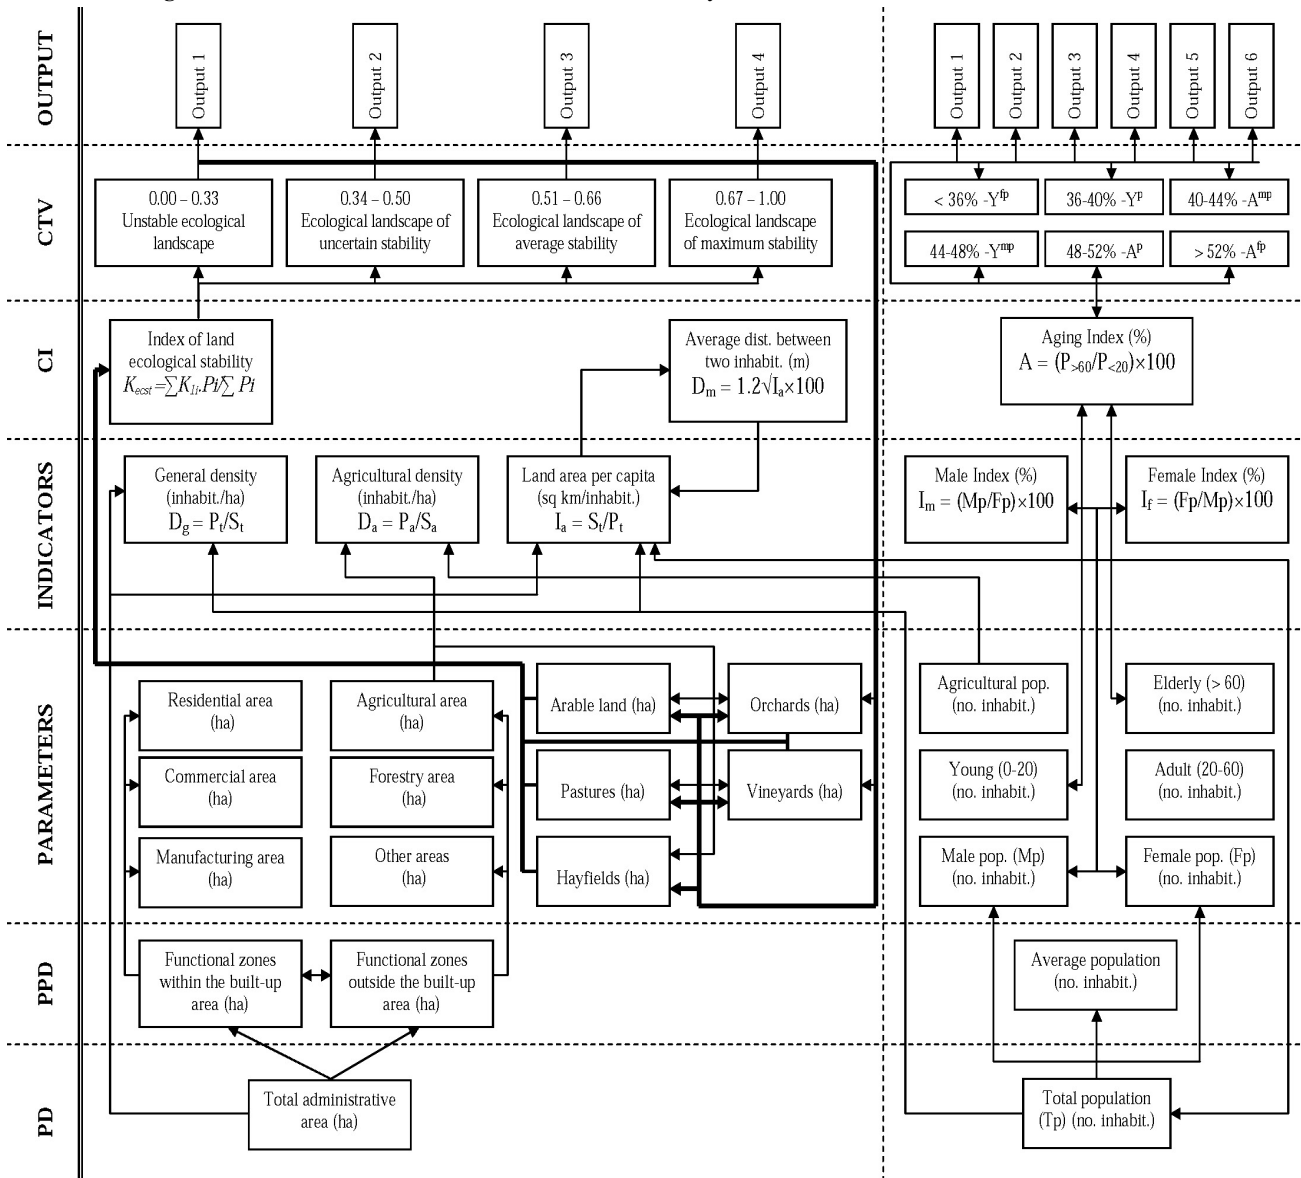 OUTPUT
Output 1
Output 2
Output 3
Output 4
Output 1
Output 2
Output 3
Output 4
Output 5
Output 6
CTV
0.00 – 0.33
Unstable ecological
landscape
0.34 – 0.50
Ecological landscape of
uncertain stability
0.51 – 0.66
Ecological landscape of
average stability
0.67 – 1.00
Ecological landscape
of maximum stability
< 36% -Y^fp
36-40% -Y^p
40-44% -A^mp
44-48% -Y^mp
48-52% -A^p
> 52% -A^fp
CI
Index of land
ecological stability
K_ecst=∑K_1i.Pi/∑ Pi
Average dist. between
two inhabit. (m)
D_m = 1.2√I_a×100
Aging Index (%)
A = (P_>60/P_<20)×100
INDICATORS
General density
(inhabit./ha)
D_g = P_t/S_t
Agricultural density
(inhabit./ha)
D_a = P_a/S_a
Land area per capita
(sq km/inhabit.)
I_a = S_t/P_t
Male Index (%)
I_m = (Mp/Fp)×100
Female Index (%)
I_f = (Fp/Mp)×100
PARAMETERS
Residential area
(ha)
Agricultural area
(ha)
Arable land (ha)
Orchards (ha)
Agricultural pop.
(no. inhabit.)
Elderly (> 60)
(no. inhabit.)
Commercial area
(ha)
Forestry area
(ha)
Pastures (ha)
Vineyards (ha)
Young (0-20)
(no. inhabit.)
Adult (20-60)
(no. inhabit.)
Manufacturing area
(ha)
Other areas
(ha)
Hayfields (ha)
Male pop. (Mp)
(no. inhabit.)
Female pop. (Fp)
(no. inhabit.)
PPD
Functional zones
within the built-up
area (ha)
Functional zones
outside the built-up
area (ha)
Average population
(no. inhabit.)
PD
Total administrative
area (ha)
Total population
(Tp) (no. inhabit.)